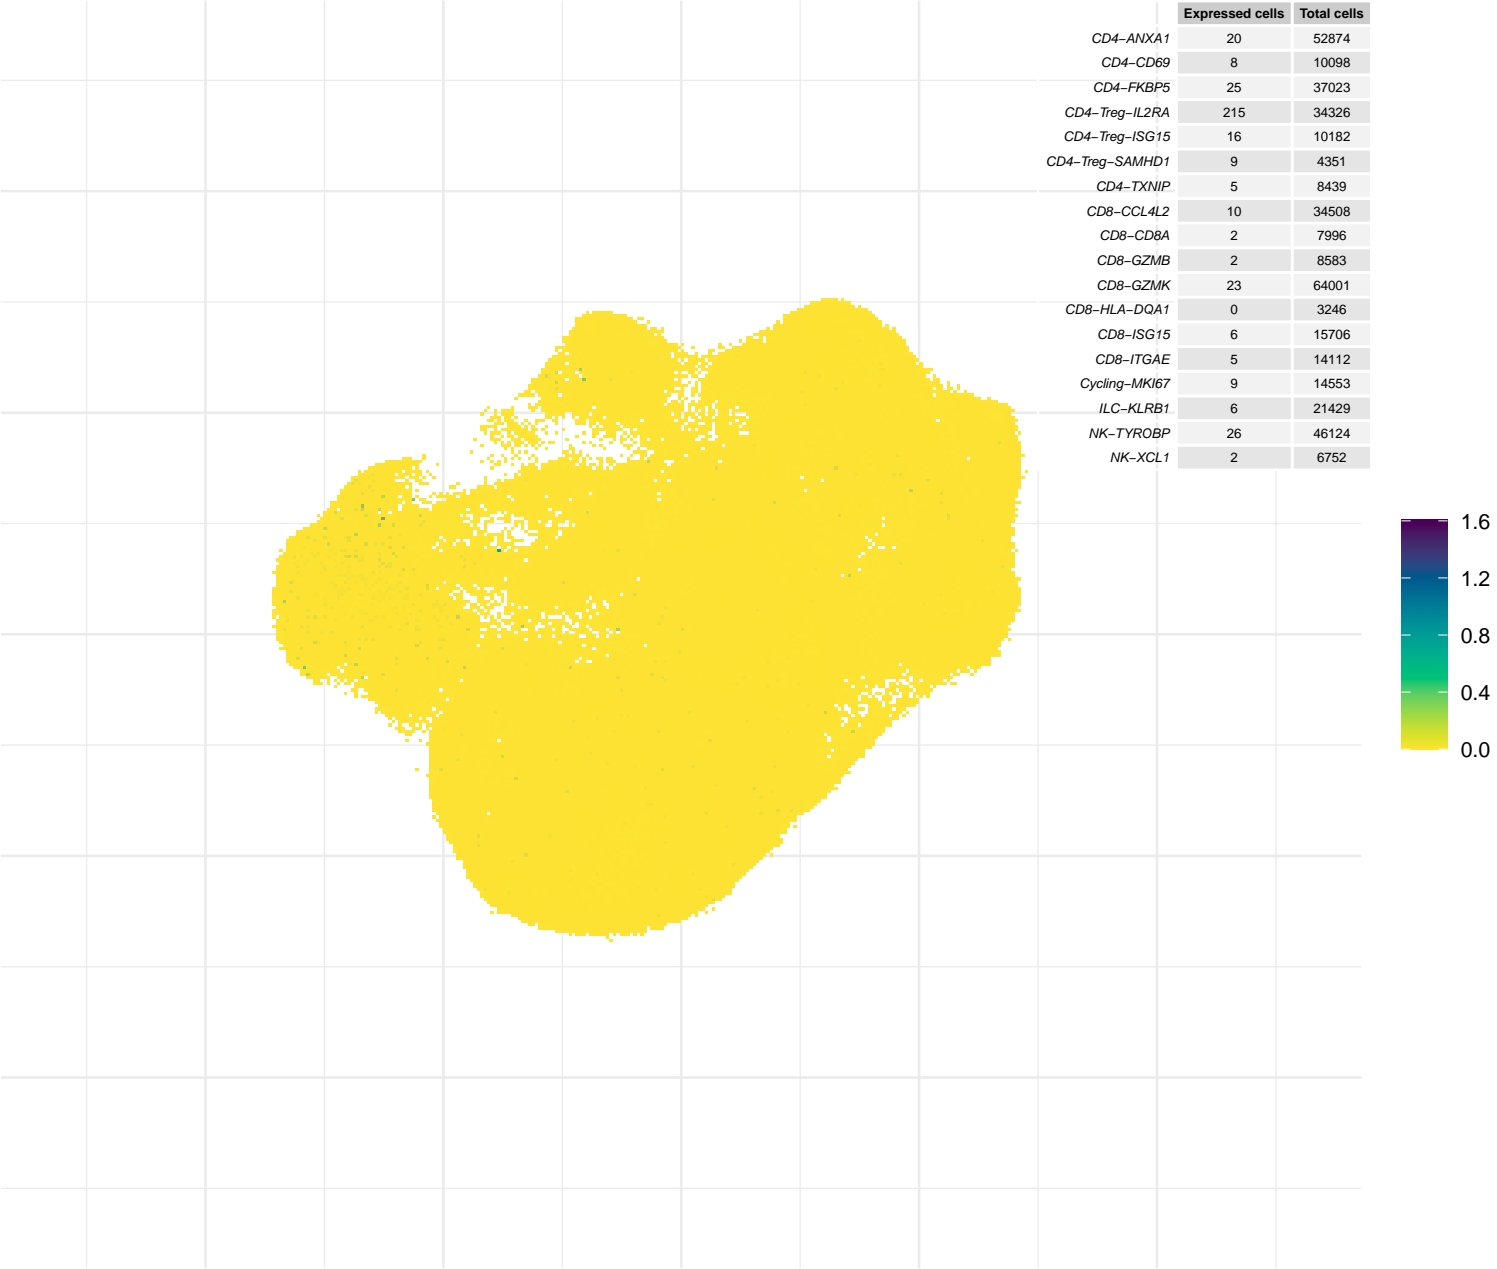 Expressed cells Total cells
CD4−ANXA1 20 52874
CD4−CD69 8 10098
CD4−FKBP5 25 37023
CD4−Treg−IL2RA 215 34326
CD4−Treg−ISG15 16 10182
CD4−Treg−SAMHD1 9 4351
CD4−TXNIP 5 8439
CD8−CCL4L2 10 34508
CD8−CD8A 2 7996
CD8−GZMB 2 8583
CD8−GZMK 23 64001
CD8−HLA−DQA1 0 3246
CD8−ISG15 6 15706
CD8−ITGAE 5 14112
Cycling−MKI67 9 14553
ILC−KLRB1 6 21429
NK−TYROBP 26 46124
NK−XCL1 2 6752
1.6
1.2
0.8
0.4
0.0